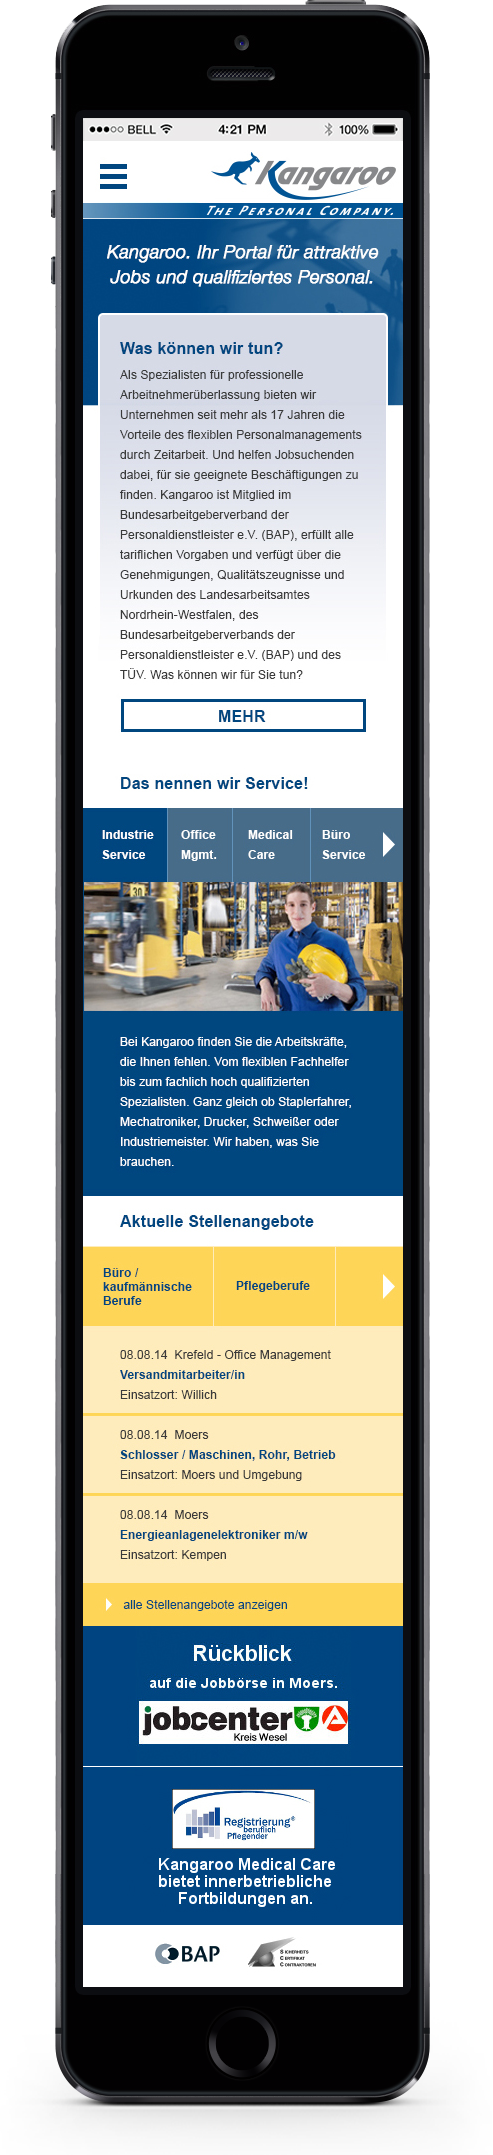 BELL 4:21 PM 100%
Kangaroo
THE PERSONAL COMPANY.
Kangaroo. Ihr Portal für attraktive
Jobs und qualifiziertes Personal.
Was können wir tun?
Als Spezialisten für professionelle
Arbeitnehmerüberlassung bieten wir
Unternehmen seit mehr als 17 Jahren die
Vorteile des flexiblen Personalmanagements
durch Zeitarbeit. Und helfen Jobsuchenden
dabei, für sie geeignete Beschäftigungen zu
finden. Kangaroo ist Mitglied im
Bundesarbeitgeberverband der
Personaldienstleister e.V. (BAP), erfüllt alle
tariflichen Vorgaben und verfügt über die
Genehmigungen, Qualitätszeugnisse und
Urkunden des Landesarbeitsamtes
Nordrhein-Westfalen, des
Bundesarbeitgeberverbands der
Personaldienstleister e.V. (BAP) und des
TÜV. Was können wir für Sie tun?
MEHR
Das nennen wir Service!
Industrie
Service
Office
Mgmt.
Medical
Care
Büro
Service
30
Bei Kangaroo finden Sie die Arbeitskräfte,
die Ihnen fehlen. Vom flexiblen Fachhelfer
bis zum fachlich hoch qualifizierten
Spezialisten. Ganz gleich ob Staplerfahrer,
Mechatroniker, Drucker, Schweißer oder
Industriemeister. Wir haben, was Sie
brauchen.
Aktuelle Stellenangebote
Büro /
kaufmännische
Berufe
Pflegeberufe
08.08.14 Krefeld - Office Management
Versandmitarbeiter/in
Einsatzort: Willich
08.08.14 Moers
Schlosser / Maschinen, Rohr, Betrieb
Einsatzort: Moers und Umgebung
08.08.14 Moers
Energieanlagenelektroniker m/w
Einsatzort: Kempen
alle Stellenangebote anzeigen
Rückblick
auf die Jobbörse in Moers.
jobcenter
Kreis Wesel
Registrierung®
beruflich
Pflegender
Kangaroo Medical Care
bietet innerbetriebliche
Fortbildungen an.
BAP
SICHERHEITS
CERTIFIKAT
CONTRAKTOREN